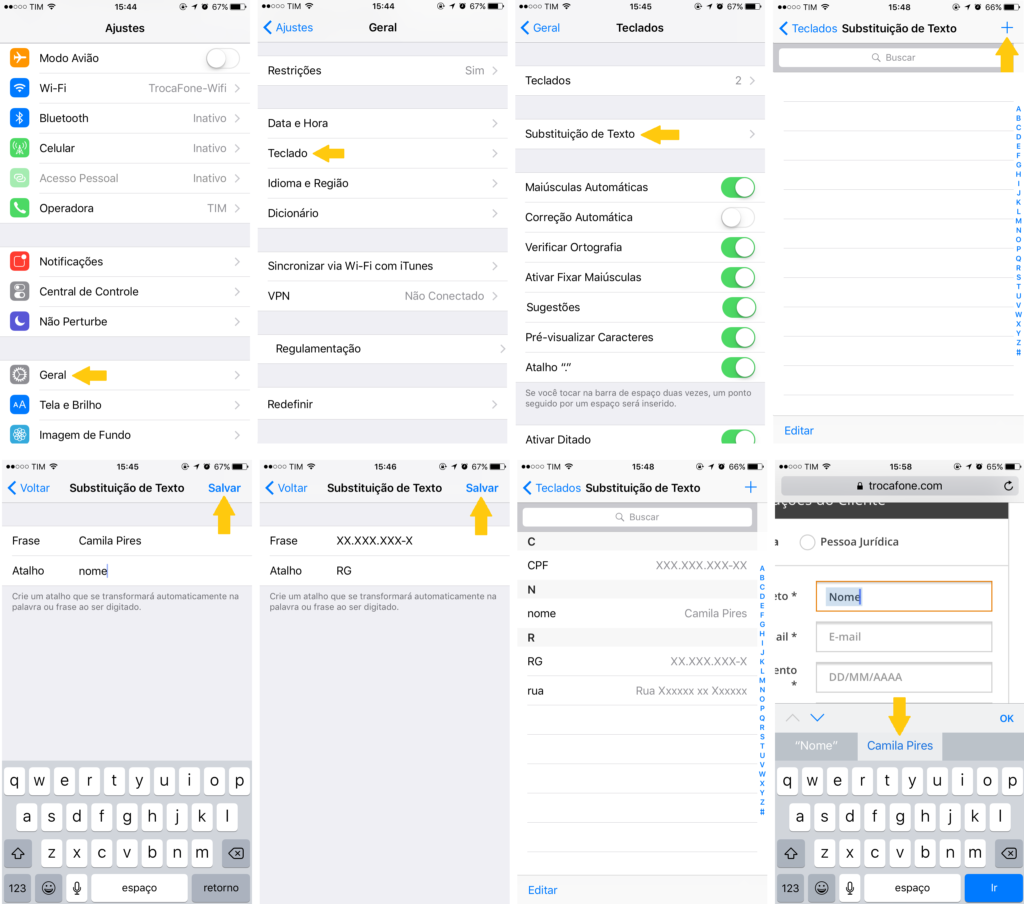 TIM 15:44 67%
Ajustes
Modo Avião
Wi-Fi TrocaFone-Wifi
Bluetooth Inativo
Celular Inativo
Acesso Pessoal Inativo
Operadora TIM
Notificações
Central de Controle
Não Perturbe
Geral
AA Tela e Brilho
Imagem de Fundo
TIM 15:44 67%
Ajustes Geral
Restrições Sim
Data e Hora
Teclado
Idioma e Região
Dicionário
Sincronizar via Wi-Fi com iTunes
VPN Não Conectado
Regulamentação
Redefinir
TIM 15:45 67%
Geral Teclados
Teclados 2
Substituição de Texto
Maiúsculas Automáticas
Correção Automática
Verificar Ortografia
Ativar Fixar Maiúsculas
Sugestões
Pré-visualizar Caracteres
Atalho “.”
Se você tocar na barra de espaço duas vezes, um ponto
seguido por um espaço será inserido.
Ativar Ditado
TIM 15:48 66%
Teclados Substituição de Texto +
Buscar
A
B
C
D
E
F
G
H
I
J
K
L
M
N
O
P
Q
R
S
T
U
V
W
X
Y
Z
#
Editar
TIM 15:45 67%
Voltar Substituição de Texto Salvar
Frase Camila Pires
Atalho nome
Crie um atalho que se transformará automaticamente na
palavra ou frase ao ser digitado.
q w e r t y u i o p
a s d f g h j k l
z x c v b n m
123 espaço retorno
TIM 15:46 67%
Voltar Substituição de Texto Salvar
Frase XX.XXX.XXX-X
Atalho RG
Crie um atalho que se transformará automaticamente na
palavra ou frase ao ser digitado.
q w e r t y u i o p
a s d f g h j k l
z x c v b n m
123 espaço retorno
TIM 15:48 66%
Teclados Substituição de Texto +
Buscar
C
CPF XXX.XXX.XXX-XX
N
nome Camila Pires
R
RG XX.XXX.XXX-X
rua Rua Xxxxxx xx Xxxxxx
A
B
C
D
E
F
G
H
I
J
K
L
M
N
O
P
Q
R
S
T
U
V
W
X
Y
Z
#
Editar
TIM 15:58 65%
trocafone.com
ções do Cliente
a Pessoa Jurídica
eto * Nome
ail * E-mail
ento
* DD/MM/AAAA
OK
“Nome” Camila Pires
q w e r t y u i o p
a s d f g h j k l
z x c v b n m
123 espaço Ir